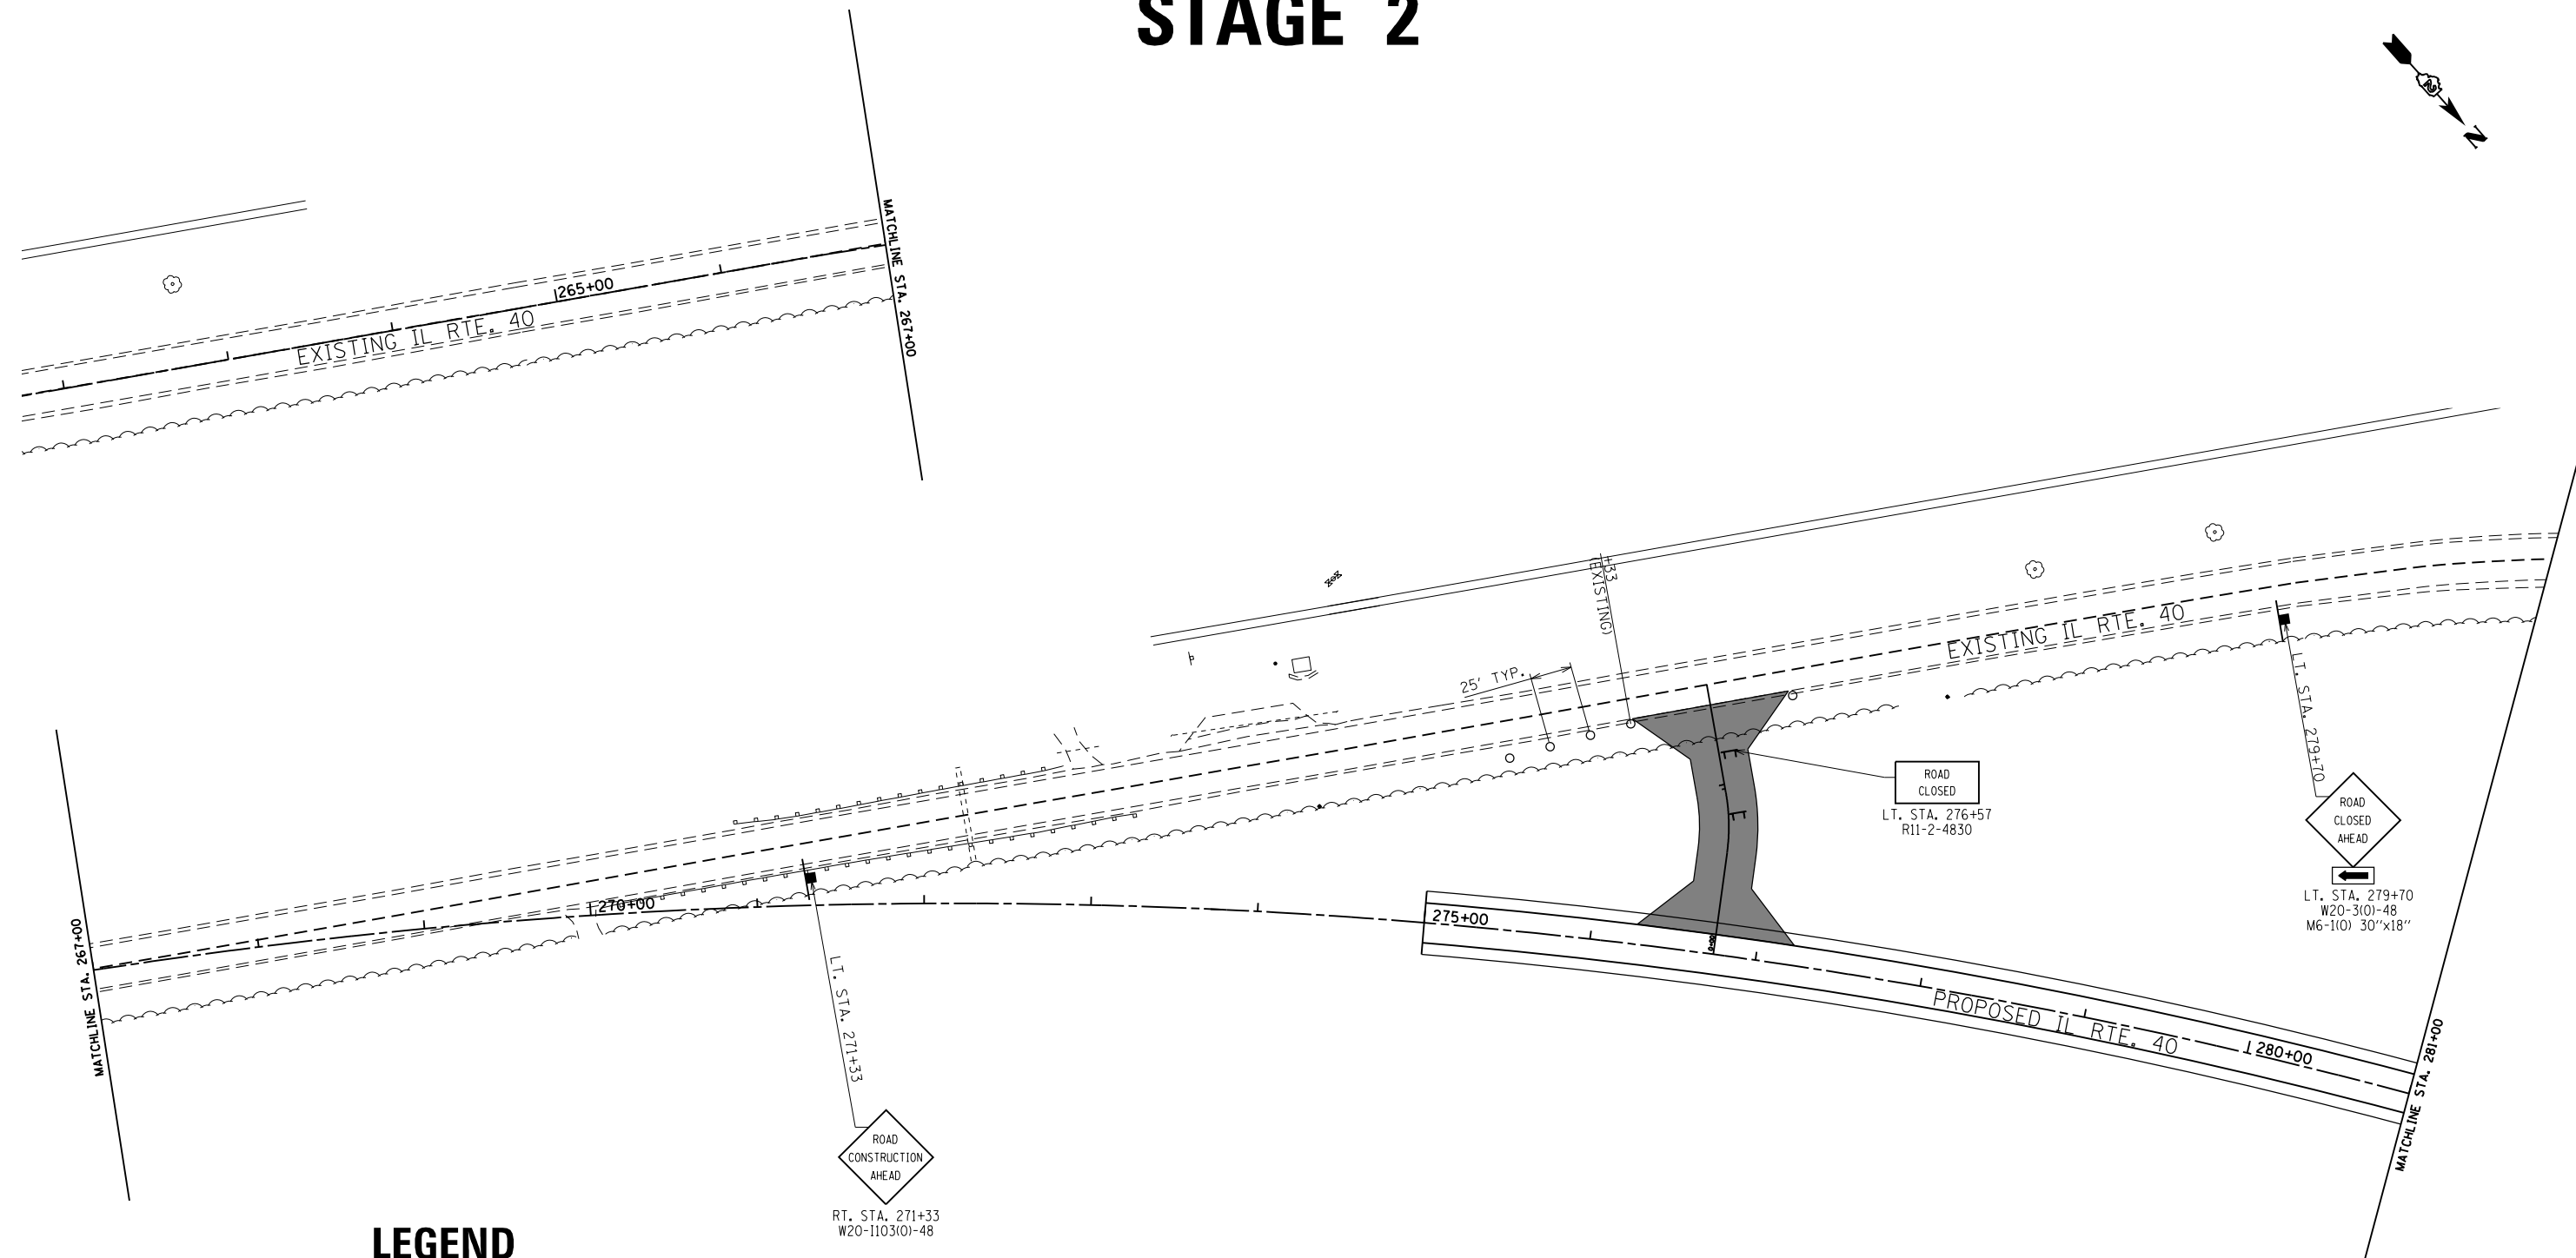 STAGE 2
N
MATCHLINE STA. 267+00
265+00
EXISTING IL RTE. 40
+33
(EXISTING)
25' TYP.
EXISTING IL RTE. 40
LT. STA. 279+70
ROAD
CLOSED
LT. STA. 276+57
R11-2-4830
ROAD
CLOSED
AHEAD
LT. STA. 279+70
W20-3(O)-48
M6-1(O) 30"x18"
270+00
275+00
0+00
MATCHLINE STA. 267+00
LT. STA. 271+33
PROPOSED IL RTE. 40
280+00
MATCHLINE STA. 281+00
ROAD
CONSTRUCTION
AHEAD
RT. STA. 271+33
W20-I103(O)-48
LEGEND